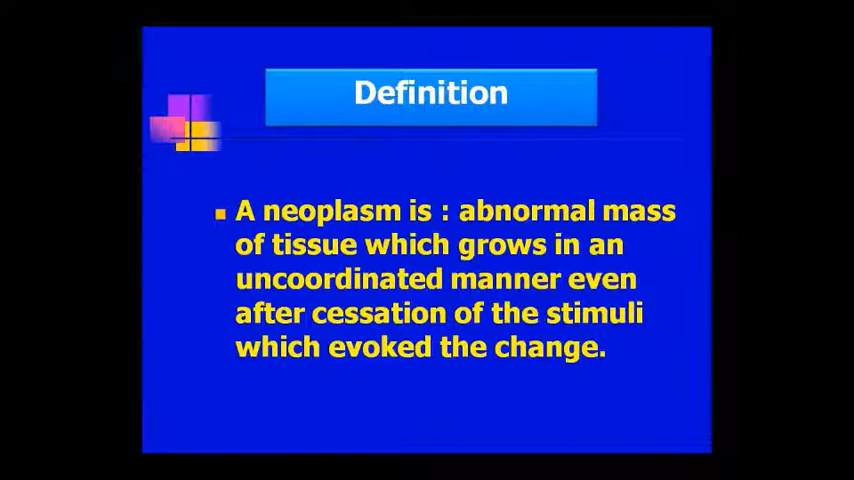 Definition
A neoplasm is : abnormal mass
of tissue which grows in an
uncoordinated manner even
after cessation of the stimuli
which evoked the change.